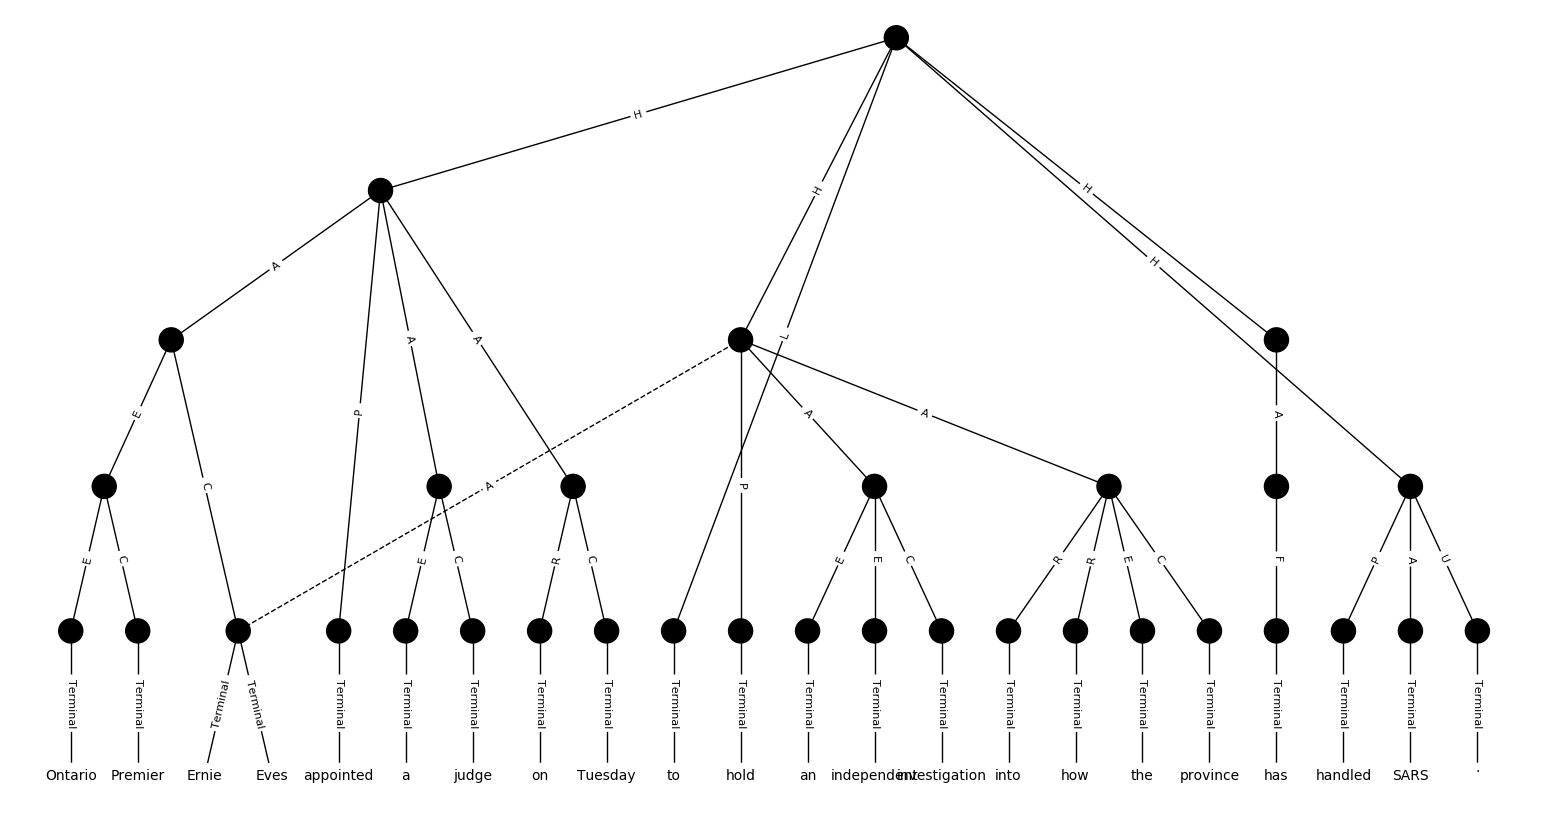 H
H
H
H
A
L
A
A
E
P
A
A
A
C
A
P
E
C
E
C
R
C
E
E
C
R
R
E
C
F
P
A
U
Terminal Terminal Terminal Terminal Terminal Terminal Terminal Terminal Terminal Terminal Terminal Terminal Terminal Terminal Terminal Terminal Terminal Terminal Terminal Terminal Terminal Terminal
Ontario Premier Ernie Eves appointed a judge on Tuesday to hold an independent investigation into how the province has handled SARS .